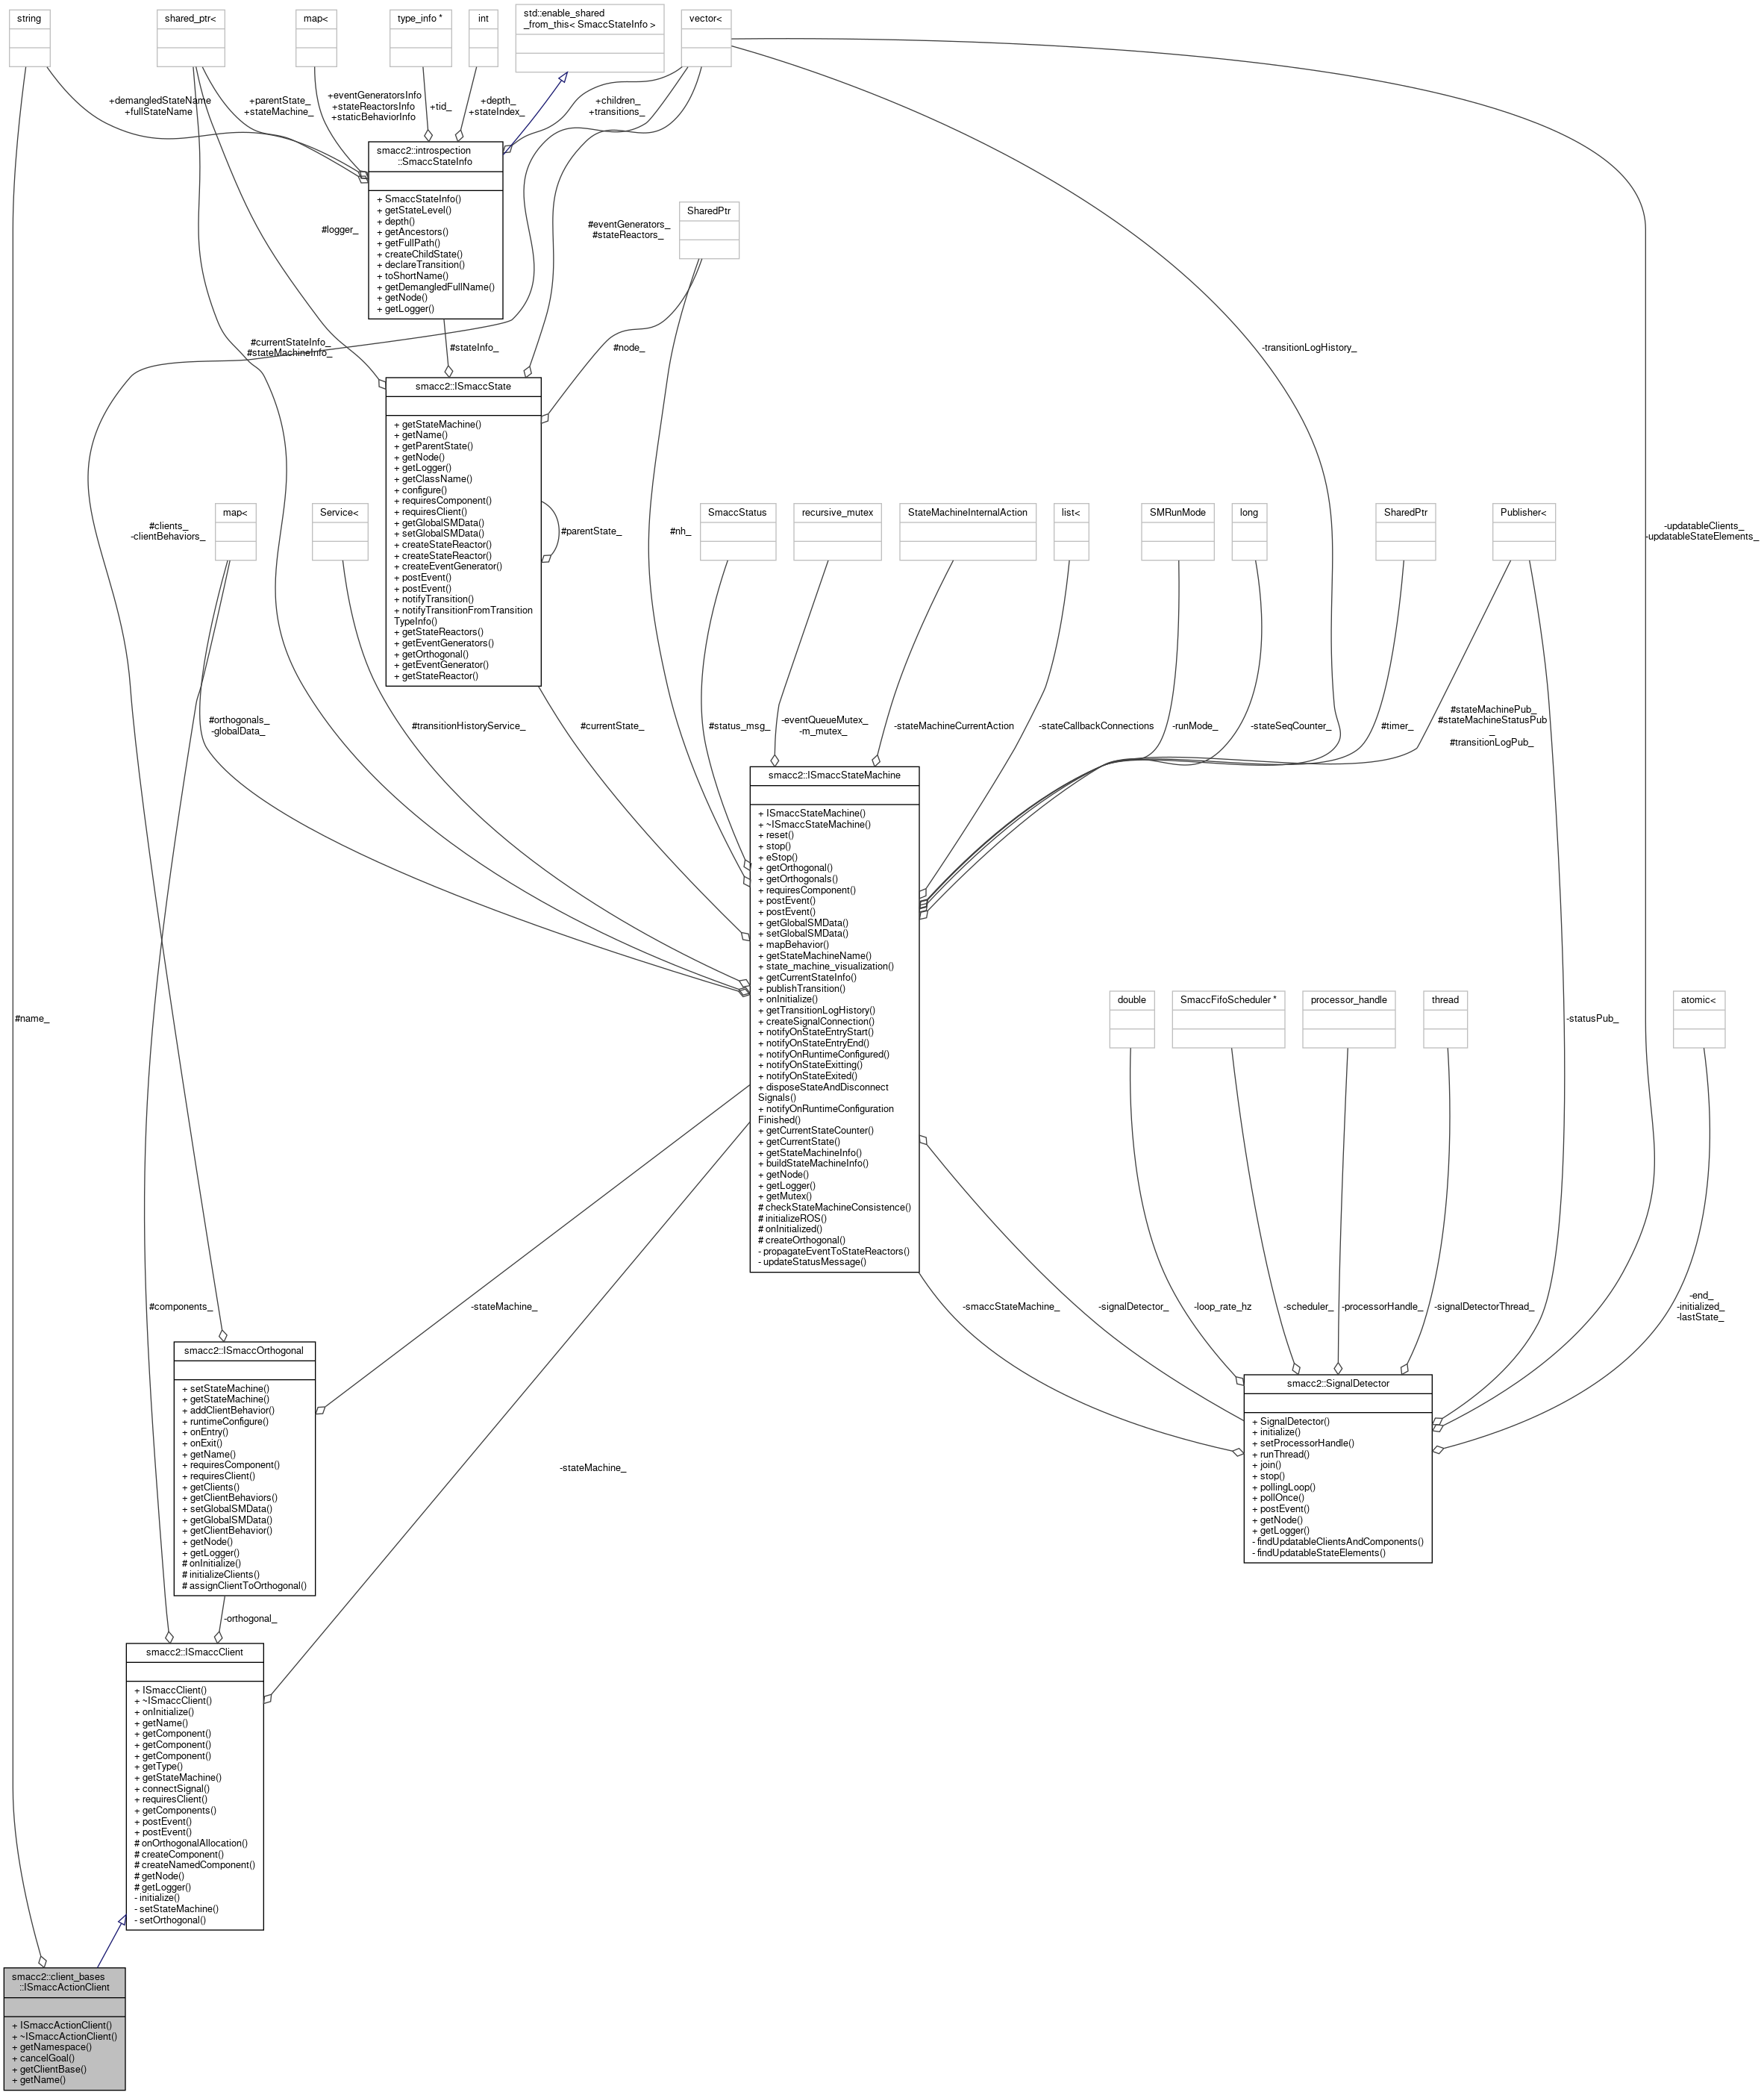 string
shared_ptr<
map<
type_info *
int
std::enable_shared
_from_this< SmaccStateInfo >
vector<
+demangledStateName
+fullStateName
+parentState_
+stateMachine_
+eventGeneratorsInfo
+stateReactorsInfo
+staticBehaviorInfo
+tid_
+depth_
+stateIndex_
+children_
+transitions_
smacc2::introspection
::SmaccStateInfo
+ SmaccStateInfo()
+ getStateLevel()
+ depth()
+ getAncestors()
+ getFullPath()
+ createChildState()
+ declareTransition()
+ toShortName()
+ getDemangledFullName()
+ getNode()
+ getLogger()
SharedPtr
#logger_
#eventGenerators_
#stateReactors_
#currentStateInfo_
#stateMachineInfo_
#stateInfo_
#node_
-transitionLogHistory_
smacc2::ISmaccState
+ getStateMachine()
+ getName()
+ getParentState()
+ getNode()
+ getLogger()
+ getClassName()
+ configure()
+ requiresComponent()
+ requiresClient()
+ getGlobalSMData()
+ setGlobalSMData()
+ createStateReactor()
+ createStateReactor()
+ createEventGenerator()
+ postEvent()
+ postEvent()
+ notifyTransition()
+ notifyTransitionFromTransition
TypeInfo()
+ getStateReactors()
+ getEventGenerators()
+ getOrthogonal()
+ getEventGenerator()
+ getStateReactor()
#clients_
-clientBehaviors_
map<
Service<
#parentState_
#nh_
SmaccStatus
recursive_mutex
StateMachineInternalAction
list<
SMRunMode
long
SharedPtr
Publisher<
-updatableClients_
-updatableStateElements_
#orthogonals_
-globalData_
#transitionHistoryService_
#currentState_
#status_msg_
-eventQueueMutex_
-m_mutex_
-stateMachineCurrentAction
-stateCallbackConnections
-runMode_
-stateSeqCounter_
#timer_
#stateMachinePub_
#stateMachineStatusPub
_
#transitionLogPub_
smacc2::ISmaccStateMachine
+ ISmaccStateMachine()
+ ~ISmaccStateMachine()
+ reset()
+ stop()
+ eStop()
+ getOrthogonal()
+ getOrthogonals()
+ requiresComponent()
+ postEvent()
+ postEvent()
+ getGlobalSMData()
+ setGlobalSMData()
+ mapBehavior()
+ getStateMachineName()
+ state_machine_visualization()
+ getCurrentStateInfo()
+ publishTransition()
+ onInitialize()
+ getTransitionLogHistory()
+ createSignalConnection()
+ notifyOnStateEntryStart()
+ notifyOnStateEntryEnd()
+ notifyOnRuntimeConfigured()
+ notifyOnStateExitting()
+ notifyOnStateExited()
+ disposeStateAndDisconnect
Signals()
+ notifyOnRuntimeConfiguration
Finished()
+ getCurrentStateCounter()
+ getCurrentState()
+ getStateMachineInfo()
+ buildStateMachineInfo()
+ getNode()
+ getLogger()
+ getMutex()
# checkStateMachineConsistence()
# initializeROS()
# onInitialized()
# createOrthogonal()
- propagateEventToStateReactors()
- updateStatusMessage()
#name_
double
SmaccFifoScheduler *
processor_handle
thread
-statusPub_
atomic<
#components_
-stateMachine_
-smaccStateMachine_
-signalDetector_
-loop_rate_hz
-scheduler_
-processorHandle_
-signalDetectorThread_
-end_
-initialized_
-lastState_
smacc2::ISmaccOrthogonal
+ setStateMachine()
+ getStateMachine()
+ addClientBehavior()
+ runtimeConfigure()
+ onEntry()
+ onExit()
+ getName()
+ requiresComponent()
+ requiresClient()
+ getClients()
+ getClientBehaviors()
+ setGlobalSMData()
+ getGlobalSMData()
+ getClientBehavior()
+ getNode()
+ getLogger()
# onInitialize()
# initializeClients()
# assignClientToOrthogonal()
-stateMachine_
smacc2::SignalDetector
+ SignalDetector()
+ initialize()
+ setProcessorHandle()
+ runThread()
+ join()
+ stop()
+ pollingLoop()
+ pollOnce()
+ postEvent()
+ getNode()
+ getLogger()
- findUpdatableClientsAndComponents()
- findUpdatableStateElements()
-orthogonal_
smacc2::ISmaccClient
+ ISmaccClient()
+ ~ISmaccClient()
+ onInitialize()
+ getName()
+ getComponent()
+ getComponent()
+ getComponent()
+ getType()
+ getStateMachine()
+ connectSignal()
+ requiresClient()
+ getComponents()
+ postEvent()
+ postEvent()
# onOrthogonalAllocation()
# createComponent()
# createNamedComponent()
# getNode()
# getLogger()
- initialize()
- setStateMachine()
- setOrthogonal()
smacc2::client_bases
::ISmaccActionClient
+ ISmaccActionClient()
+ ~ISmaccActionClient()
+ getNamespace()
+ cancelGoal()
+ getClientBase()
+ getName()